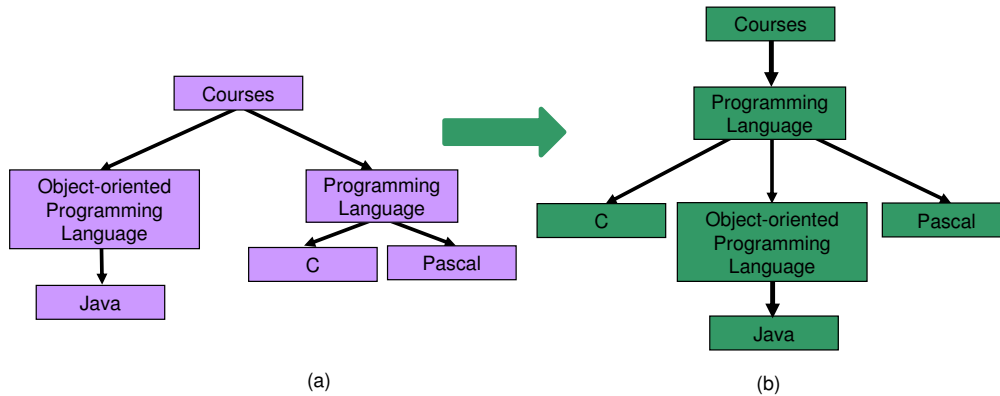 Courses
Object-oriented
Programming
Language
Programming
Language
C
Pascal
Java
(a)
Courses
Programming
Language
C
Object-oriented
Programming
Language
Pascal
Java
(b)